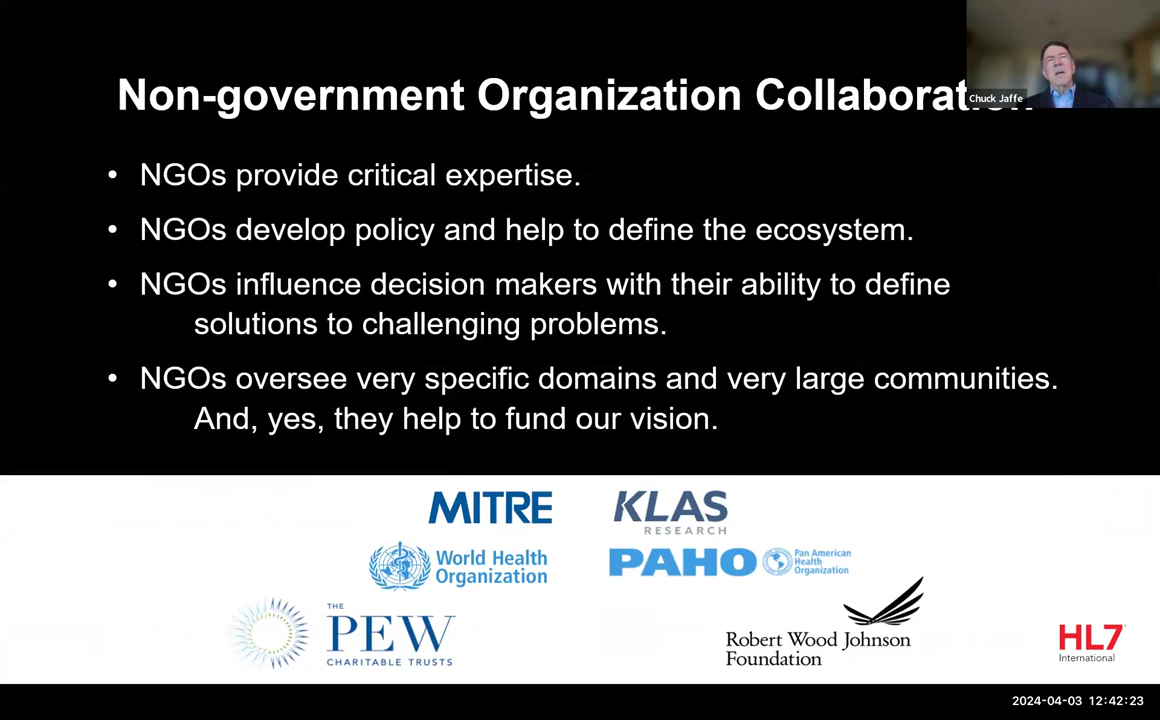 Non-government Organization Collaboration
Chuck Jaffe
• NGOs provide critical expertise.
• NGOs develop policy and help to define the ecosystem.
• NGOs influence decision makers with their ability to define
solutions to challenging problems.
• NGOs oversee very specific domains and very large communities.
And, yes, they help to fund our vision.
MITRE
KLAS
RESEARCH
World Health
Organization
PAHO
Pan American
Health
Organization
THE
PEW
CHARITABLE TRUSTS
Robert Wood Johnson
Foundation
HL7
International
2024-04-03 12:42:23